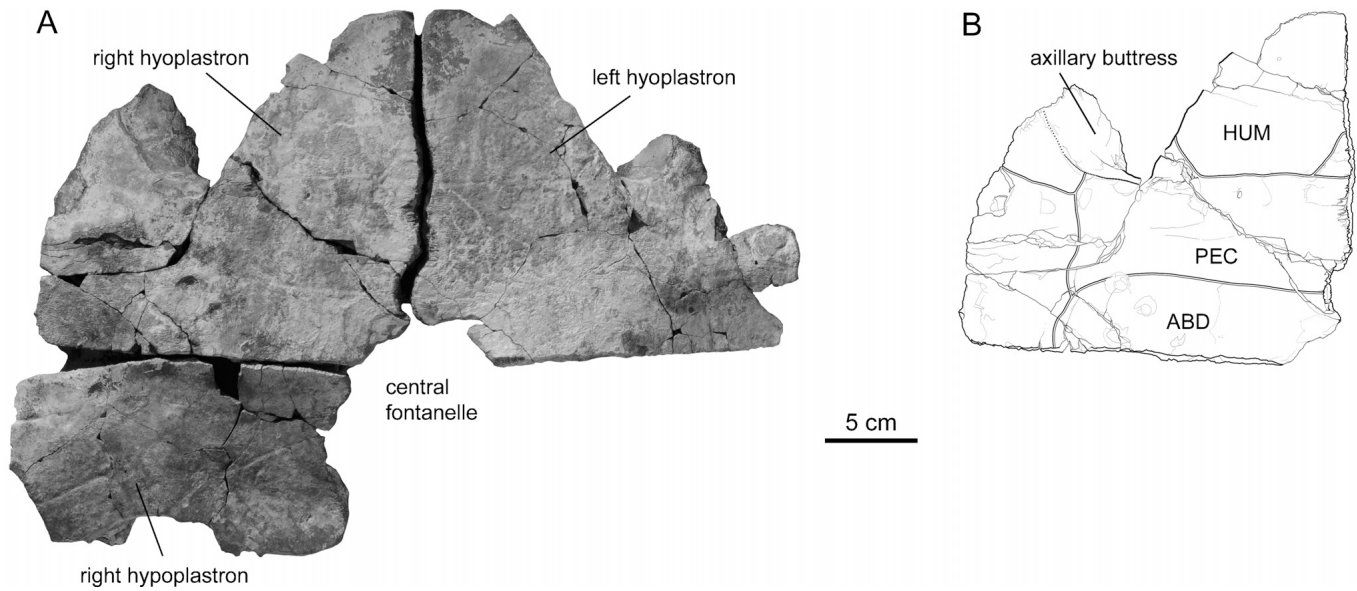 A
right hyoplastron
left hyoplastron
central
fontanelle
right hypoplastron
5 cm
B
axillary buttress
HUM
PEC
ABD